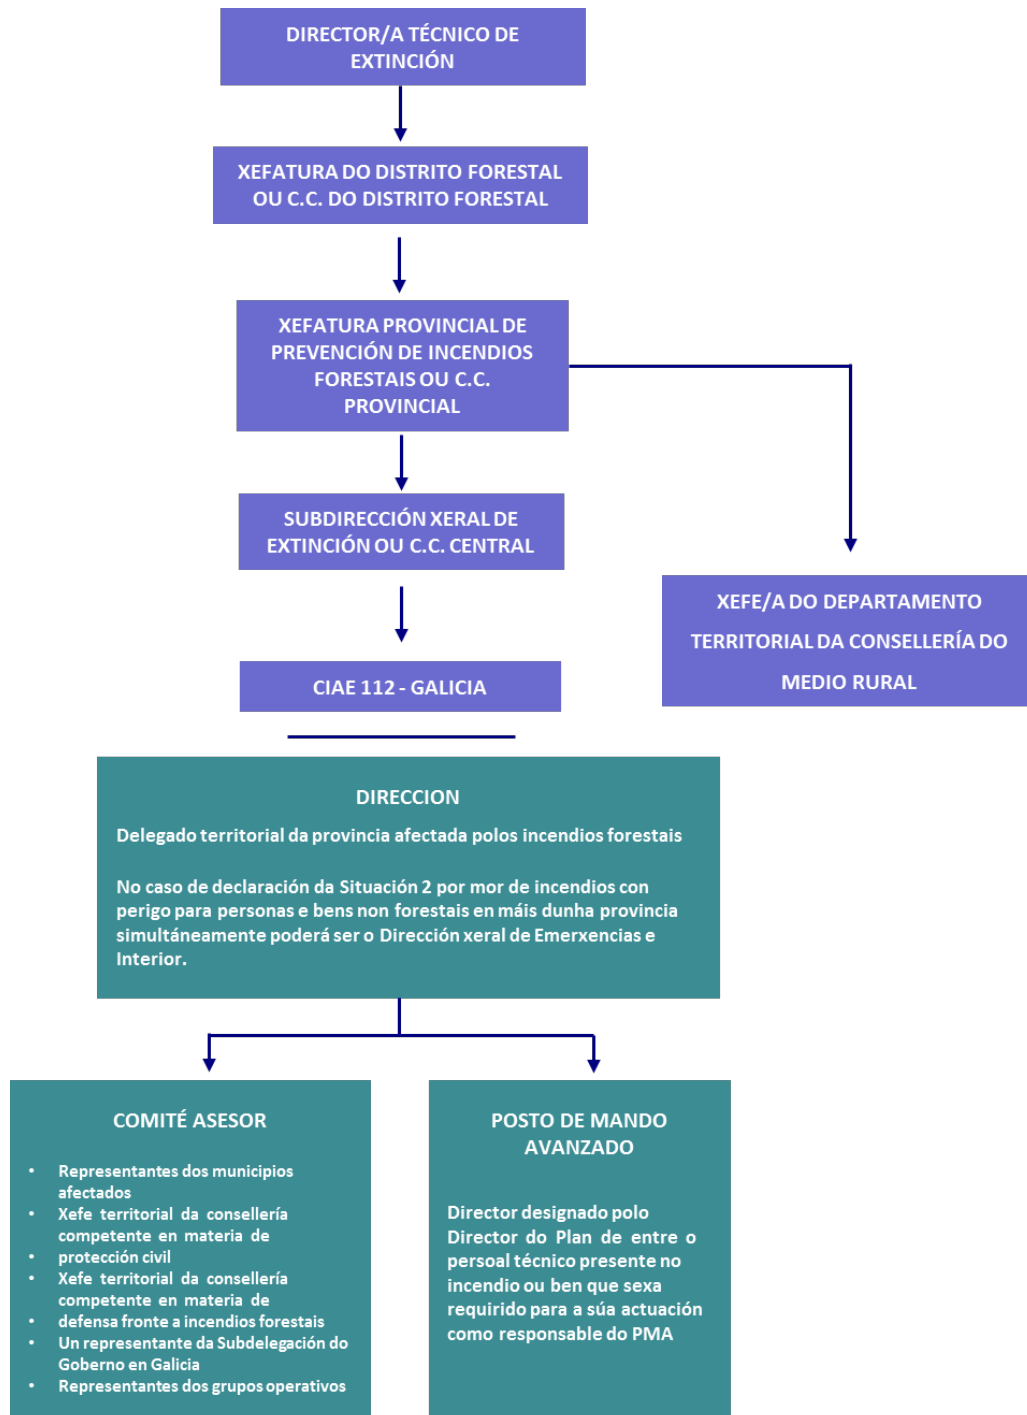 DIRECTOR/A TÉCNICO DE
EXTINCIÓN
XEFATURA DO DISTRITO FORESTAL
OU C.C. DO DISTRITO FORESTAL
XEFATURA PROVINCIAL DE
PREVENCIÓN DE INCENDIOS
FORESTAIS OU C.C.
PROVINCIAL
SUBDIRECCIÓN XERAL DE
EXTINCIÓN OU C.C. CENTRAL
XEFE/A DO DEPARTAMENTO
TERRITORIAL DA CONSELLERÍA DO
MEDIO RURAL
CIAE 112 - GALICIA
DIRECCION
Delegado territorial da provincia afectada polos incendios forestais
No caso de declaración da Situación 2 por mor de incendios con
perigo para personas e bens non forestais en máis dunha provincia
simultáneamente poderá ser o Dirección xeral de Emerxencias e
Interior.
COMITÉ ASESOR
• Representantes dos municipios
afectados
• Xefe territorial da consellería
competente en materia de
• protección civil
• Xefe territorial da consellería
competente en materia de
• defensa fronte a incendios forestais
• Un representante da Subdelegación do
Goberno en Galicia
• Representantes dos grupos operativos
POSTO DE MANDO
AVANZADO
Director designado polo
Director do Plan de entre o
persoal técnico presente no
incendio ou ben que sexa
requirido para a súa actuación
como responsable do PMA